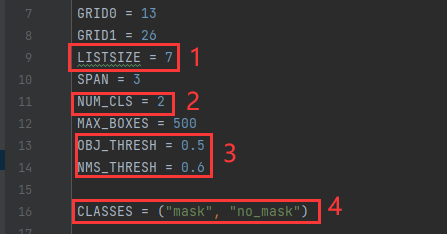 7 GRID0 = 13
8 GRID1 = 26
9 LISTSIZE = 7 1
10 SPAN = 3
11 NUM_CLS = 2 2
12 MAX_BOXES = 500
13 OBJ_THRESH = 0.5 3
14 NMS_THRESH = 0.6
15
16 CLASSES = ("mask", "no_mask") 4